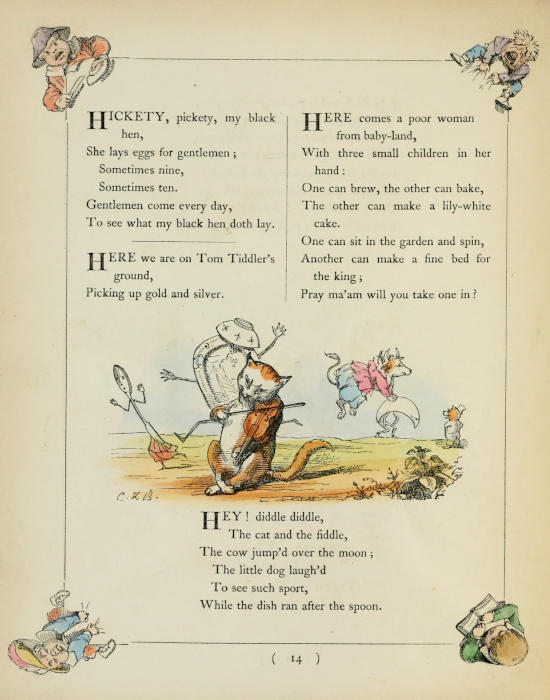 HICKETY, pickety, my black
hen,
She lays eggs for gentlemen ;
Sometimes nine,
Sometimes ten.
Gentlemen come every day,
To see what my black hen doth lay.
HERE we are on Tom Tiddler's
ground,
Picking up gold and silver.
HERE comes a poor woman
from baby-land,
With three small children in her
hand :
One can brew, the other can bake,
The other can make a lily-white
cake.
One can sit in the garden and spin,
Another can make a fine bed for
the king ;
Pray ma'am will you take one in ?
C. H. B.
HEY ! diddle diddle,
The cat and the fiddle,
The cow jump'd over the moon ;
The little dog laugh'd
To see such sport,
While the dish ran after the spoon.
( 14 )